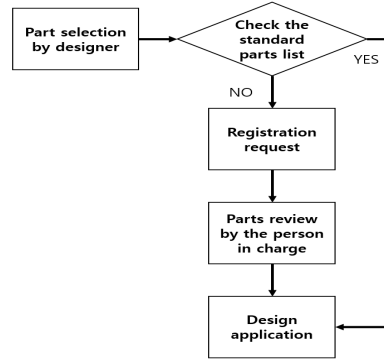 Part selection
by designer
Check the
standard
parts list
YES
NO
Registration
request
Parts review
by the person
in charge
Design
application